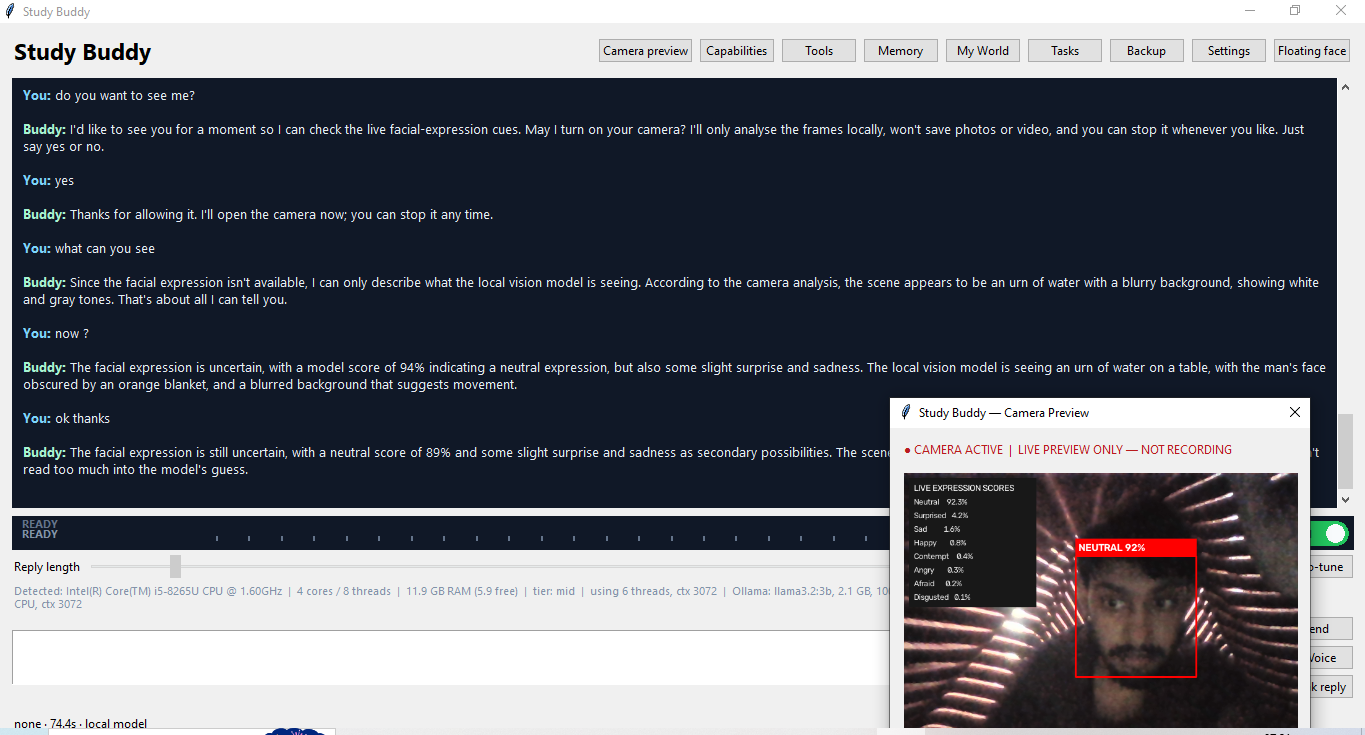 Study Buddy
Study Buddy
Camera preview
Capabilities
Tools
Memory
My World
Tasks
Backup
Settings
Floating face
You: do you want to see me?
Buddy: I'd like to see you for a moment so I can check the live facial-expression cues. May I turn on your camera? I'll only analyse the frames locally, won't save photos or video, and you can stop it whenever you like. Just
say yes or no.
You: yes
Buddy: Thanks for allowing it. I'll open the camera now; you can stop it any time.
You: what can you see
Buddy: Since the facial expression isn't available, I can only describe what the local vision model is seeing. According to the camera analysis, the scene appears to be an urn of water with a blurry background, showing white
and gray tones. That's about all I can tell you.
You: now ?
Buddy: The facial expression is uncertain, with a model score of 94% indicating a neutral expression, but also some slight surprise and sadness. The local vision model is seeing an urn of water on a table, with the man's face
obscured by an orange blanket, and a blurred background that suggests movement.
You: ok thanks
Buddy: The facial expression is still uncertain, with a neutral score of 89% and some slight surprise and sadness as secondary possibilities. The
read too much into the model's guess.
READY
READY
Reply length
Detected: Intel(R) Core(TM) i5-8265U CPU @ 1.60GHz | 4 cores / 8 threads | 11.9 GB RAM (5.9 free) | tier: mid | using 6 threads, ctx 3072 | Ollama: llama3.2:3b, 2.1 GB,
CPU, ctx 3072
none · 74.4s · local model
Study Buddy — Camera Preview
● CAMERA ACTIVE | LIVE PREVIEW ONLY — NOT RECORDING
LIVE EXPRESSION SCORES
Neutral 92.3%
Surprised 4.2%
Sad 1.6%
Happy 0.8%
Contempt 0.4%
Angry 0.3%
Afraid 0.2%
Disgusted 0.1%
NEUTRAL 92%
reply